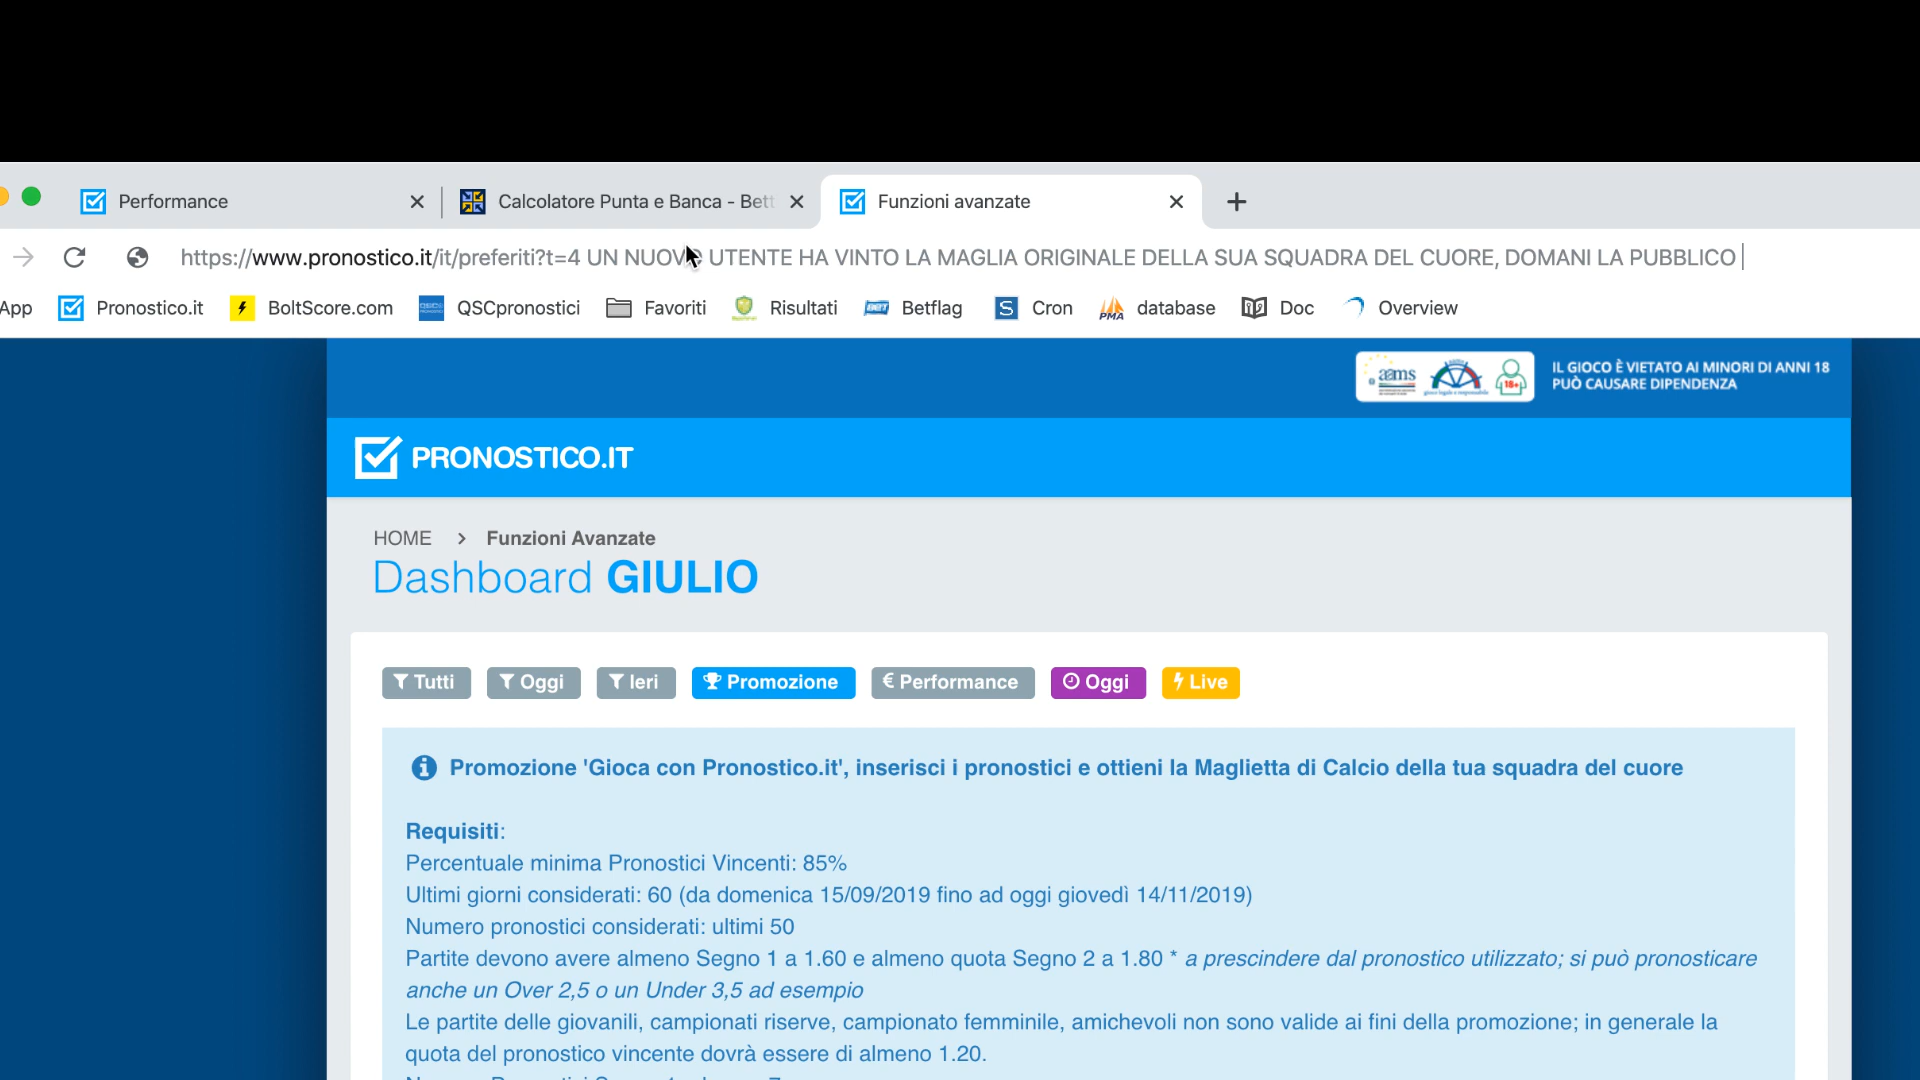 Performance
Calcolatore Punta e Banca - Bett
Funzioni avanzate
https://www.pronostico.it/it/preferiti?t=4 UN NUOVO UTENTE HA VINTO LA MAGLIA ORIGINALE DELLA SUA SQUADRA DEL CUORE, DOMANI LA PUBBLICO
App
Pronostico.it
BoltScore.com
QSCpronostici
Favoriti
Risultati
Betflag
Cron
database
Doc
Overview
aams
18+
IL GIOCO È VIETATO AI MINORI DI ANNI 18
PUÒ CAUSARE DIPENDENZA
PRONOSTICO.IT
HOME > Funzioni Avanzate
Dashboard GIULIO
Tutti
Oggi
Ieri
Promozione
€ Performance
Oggi
Live
Promozione 'Gioca con Pronostico.it', inserisci i pronostici e ottieni la Maglietta di Calcio della tua squadra del cuore
Requisiti:
Percentuale minima Pronostici Vincenti: 85%
Ultimi giorni considerati: 60 (da domenica 15/09/2019 fino ad oggi giovedì 14/11/2019)
Numero pronostici considerati: ultimi 50
Partite devono avere almeno Segno 1 a 1.60 e almeno quota Segno 2 a 1.80 * a prescindere dal pronostico utilizzato; si può pronosticare
anche un Over 2,5 o un Under 3,5 ad esempio
Le partite delle giovanili, campionati riserve, campionato femminile, amichevoli non sono valide ai fini della promozione; in generale la
quota del pronostico vincente dovrà essere di almeno 1.20.